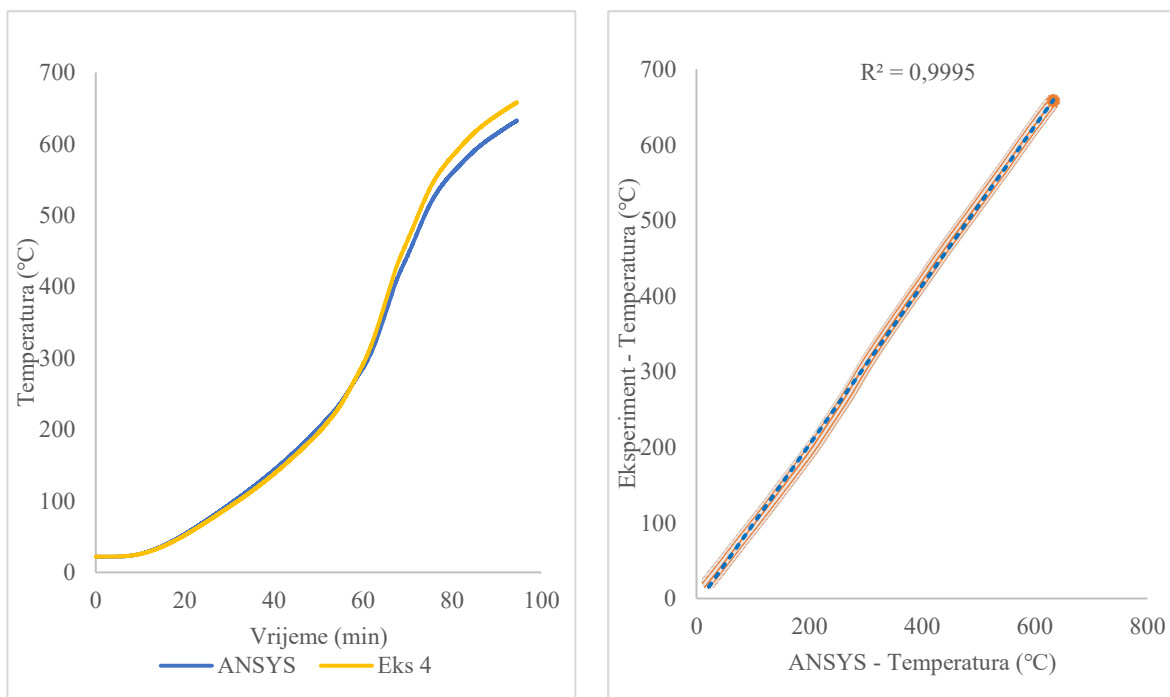 700
600
500
400
300
200
100
0
0 20 40 60 80 100
Temperatura (°C)
Vrijeme (min)
ANSYS Eks 4
R² = 0,9995
700
600
500
400
300
200
100
0
0 200 400 600 800
Eksperiment - Temperatura (°C)
ANSYS - Temperatura (°C)